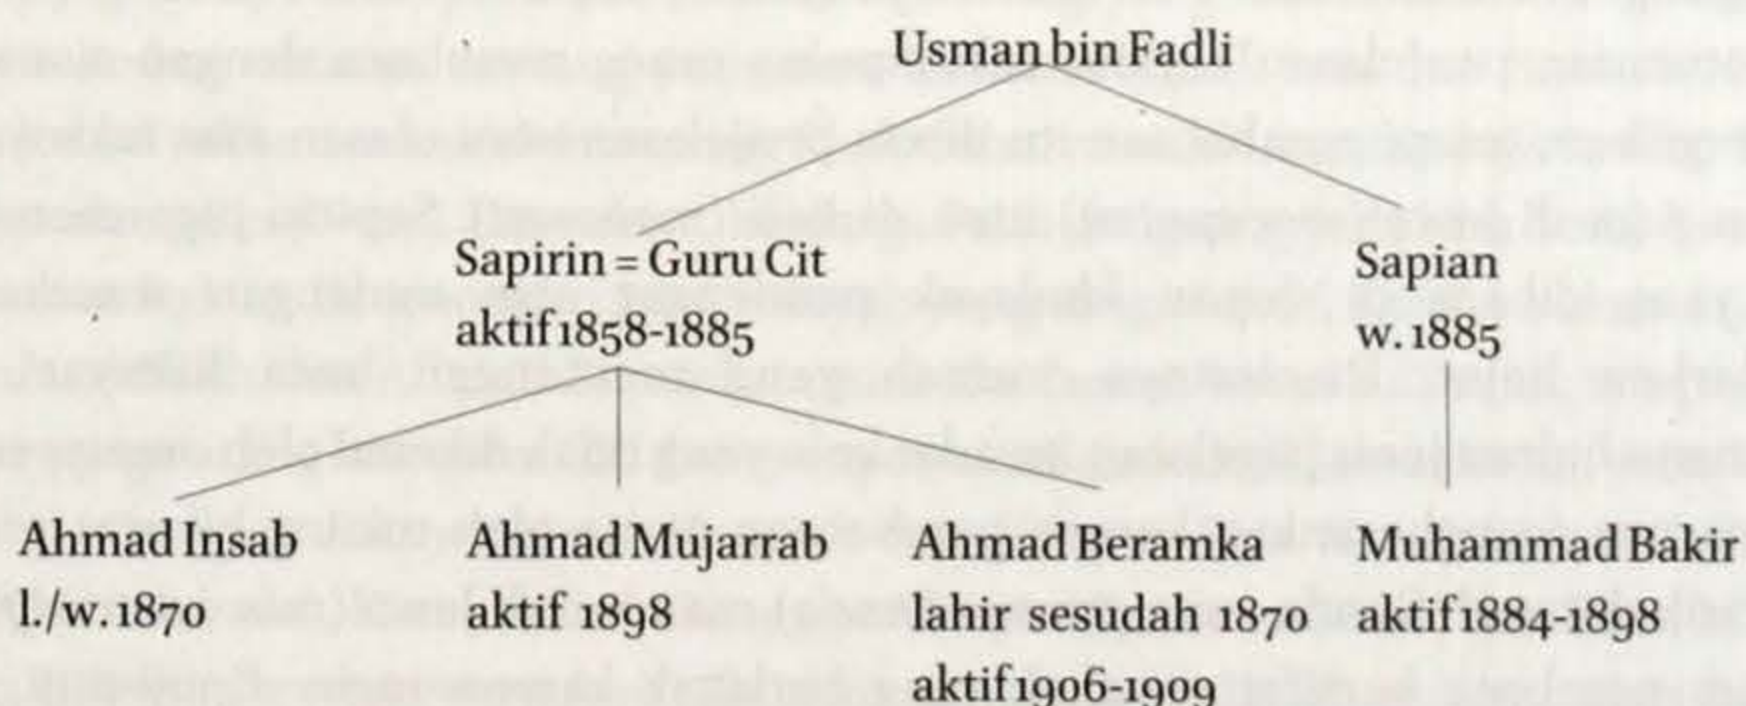 Usman bin Fadli
Sapirin = Guru Cit
aktif 1858-1885
Sapian
w. 1885
Ahmad Insab
l./w. 1870
Ahmad Mujarrab
aktif 1898
Ahmad Beramka
lahir sesudah 1870
aktif 1906-1909
Muhammad Bakir
aktif 1884-1898